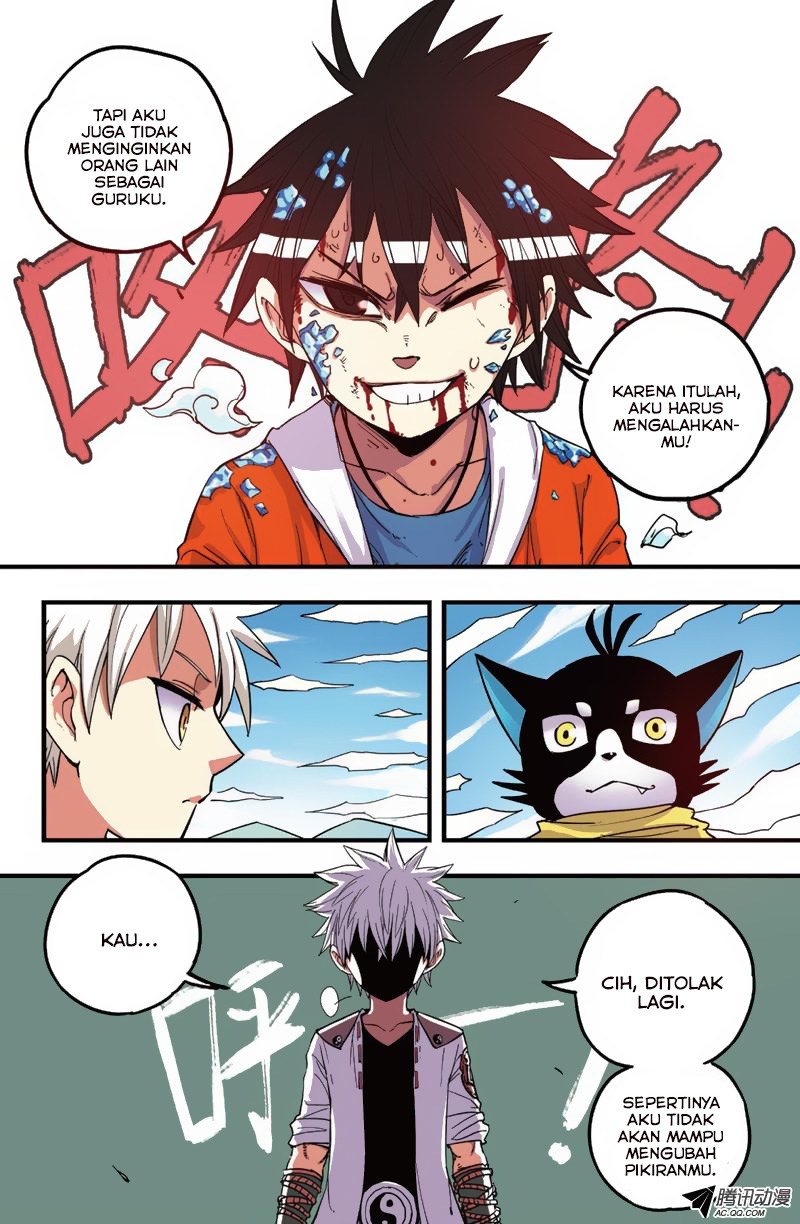 TAPI AKU
JUGA TIDAK
MENGINGINKAN
ORANG LAIN
SEBAGAI
GURUKU.
KARENA ITULAH,
AKU HARUS
MENGALAHKAN-
MU!
KAU...
呼一!
CIH, DITOLAK
LAGI.
SEPERTINYA
AKU TIDAK
AKAN MAMPU
MENGUBAH
PIKIRANMU.
腾讯动漫
AC.QQ.COM